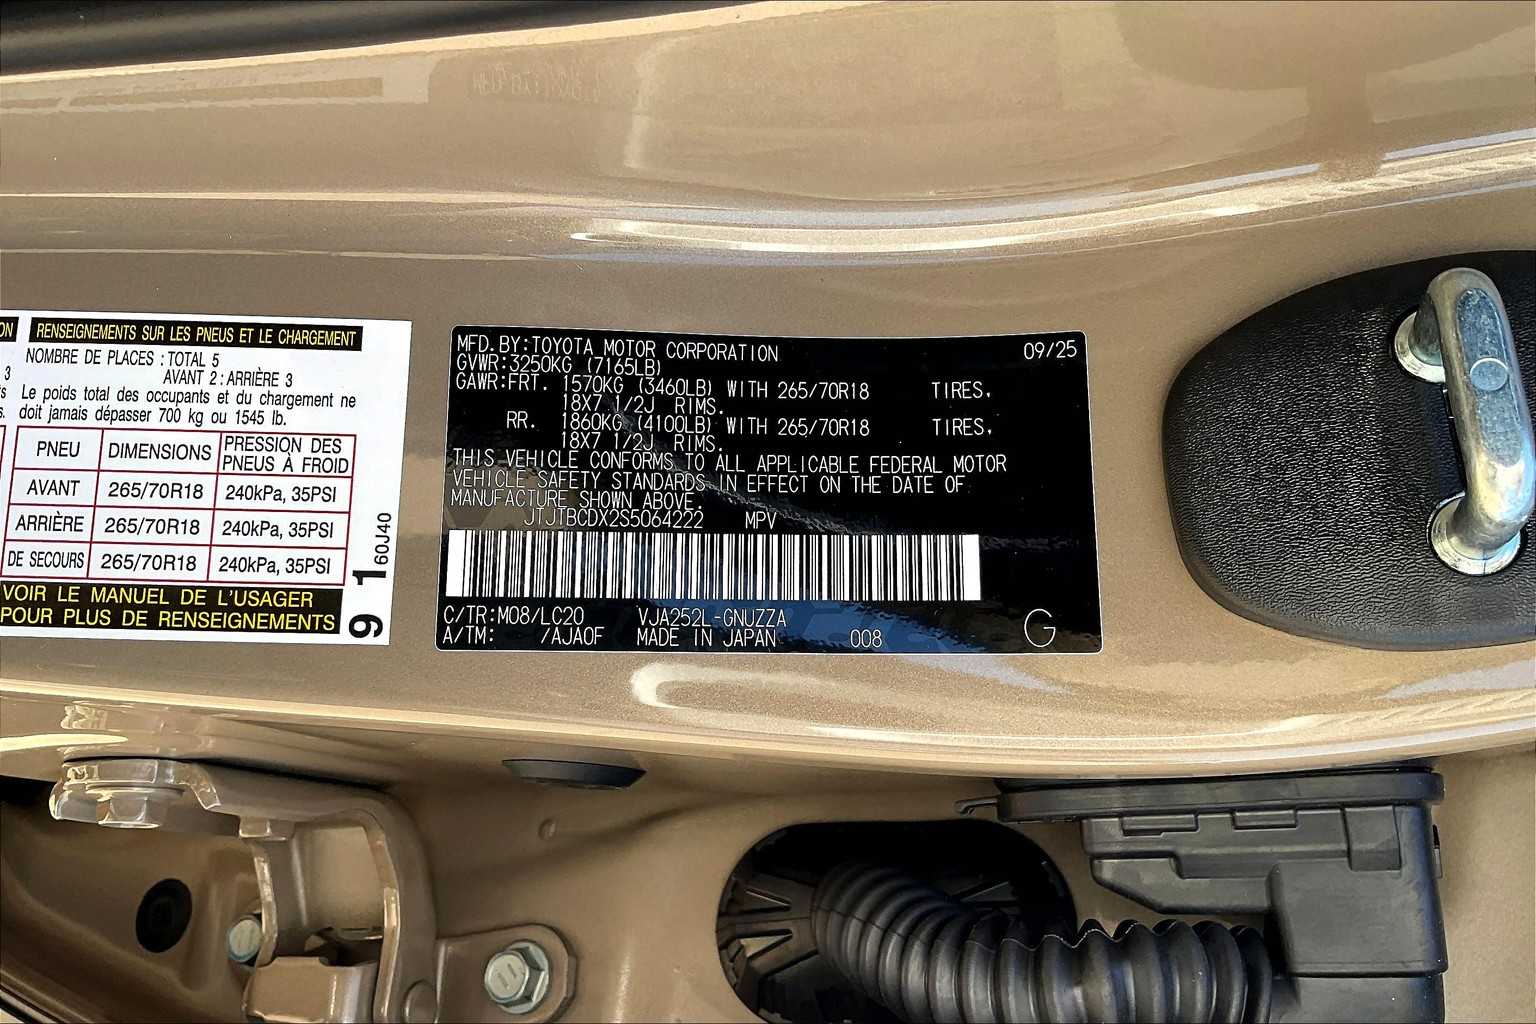 ON
RENSEIGNEMENTS SUR LES PNEUS ET LE CHARGEMENT
NOMBRE DE PLACES : TOTAL 5
AVANT 2 : ARRIÈRE 3
3
Le poids total des occupants et du chargement ne
doit jamais dépasser 700 kg ou 1545 lb.
s.
PNEU DIMENSIONS PRESSION DES PNEUS À FROID
AVANT 265/70R18 240kPa, 35PSI
ARRIÈRE 265/70R18 240kPa, 35PSI
DE SECOURS 265/70R18 240kPa, 35PSI
VOIR LE MANUEL DE L'USAGER
POUR PLUS DE RENSEIGNEMENTS
9 1 60J40
MFD. BY: TOYOTA MOTOR CORPORATION 09/25
GVWR: 3250KG (7165LB)
GAWR: FRT. 1570KG (3460LB) WITH 265/70R18 TIRES,
18X7 1/2J RIMS.
RR. 1860KG (4100LB) WITH 265/70R18 TIRES,
18X7 1/2J RIMS.
THIS VEHICLE CONFORMS TO ALL APPLICABLE FEDERAL MOTOR
VEHICLE SAFETY STANDARDS IN EFFECT ON THE DATE OF
MANUFACTURE SHOWN ABOVE.
JTJTBCDX2S5064222 MPV
C/TR: M08/LC20 VJA252L-GNUZZA
A/TM: /AJA0F MADE IN JAPAN 008 G